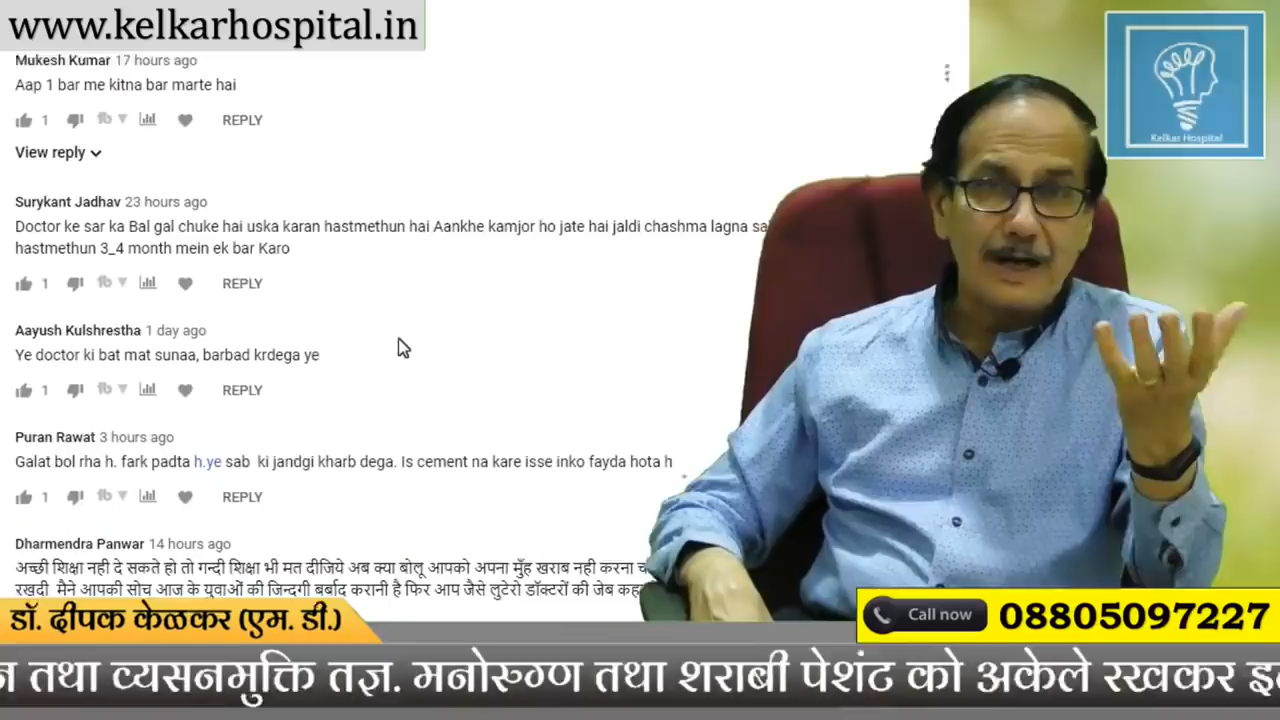 www.kelkarhospital.in
Mukesh Kumar 17 hours ago
Aap 1 bar me kitna bar marte hai
1 REPLY
View reply
Surykant Jadhav 23 hours ago
Doctor ke sar ka Bal gal chuke hai uska karan hastmethun hai Aankhe kamjor ho jate hai jaldi chashma lagna
hastmethun 3_4 month mein ek bar Karo
1 REPLY
Aayush Kulshrestha 1 day ago
Ye doctor ki bat mat sunaa, barbad krdega ye
1 REPLY
Puran Rawat 3 hours ago
Galat bol rha h. fark padta h.ye sab ki jandgi kharb dega. Is cement na kare isse inko fayda hota h
1 REPLY
Dharmendra Panwar 14 hours ago
अच्छी शिक्षा नही दे सकते हो तो गन्दी शिक्षा भी मत दीजिये अब क्या बोलू आपको अपना मुँह खराब नही करना
रखदी मैने आपकी सोच आज के युवाओं की जिन्दगी बर्बाद करानी है फिर आप जैसे लुटेरो डॉक्टरों की जेब
Kelkar Hospital
डॉ. दीपक केळकर (एम. डी.)
Call now 08805097227
तथा व्यसनमुक्ति तज्ञ. मनोरुग्ण तथा शराबी पेशंट को अकेले रखकर